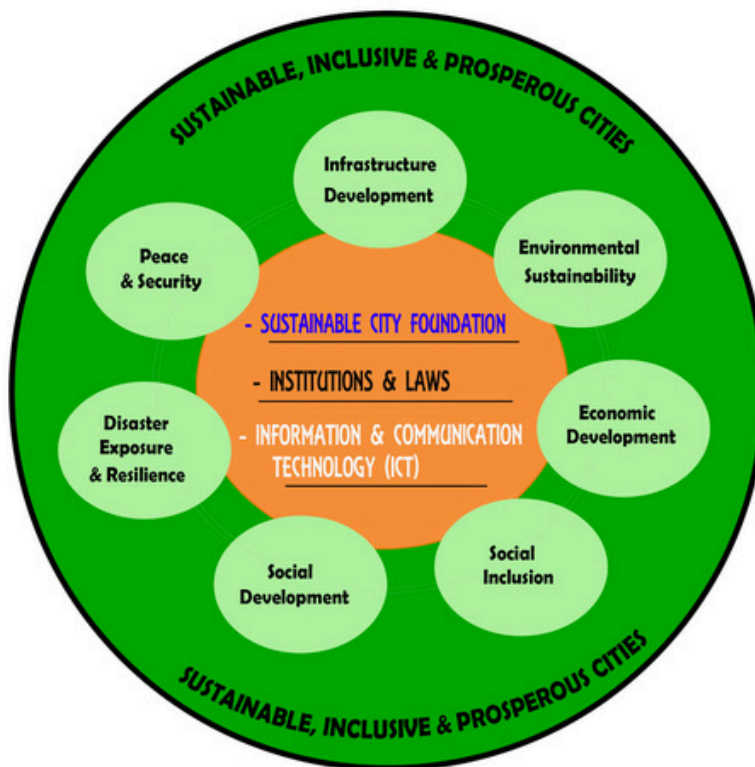 SUSTAINABLE, INCLUSIVE & PROSPEROUS CITIES
Infrastructure
Development
Environmental
Sustainability
Economic
Development
Social
Inclusion
Social
Development
Disaster
Exposure
& Resilience
Peace
& Security
- SUSTAINABLE CITY FOUNDATION
- INSTITUTIONS & LAWS
- INFORMATION & COMMUNICATION
TECHNOLOGY (ICT)
SUSTAINABLE, INCLUSIVE & PROSPEROUS CITIES